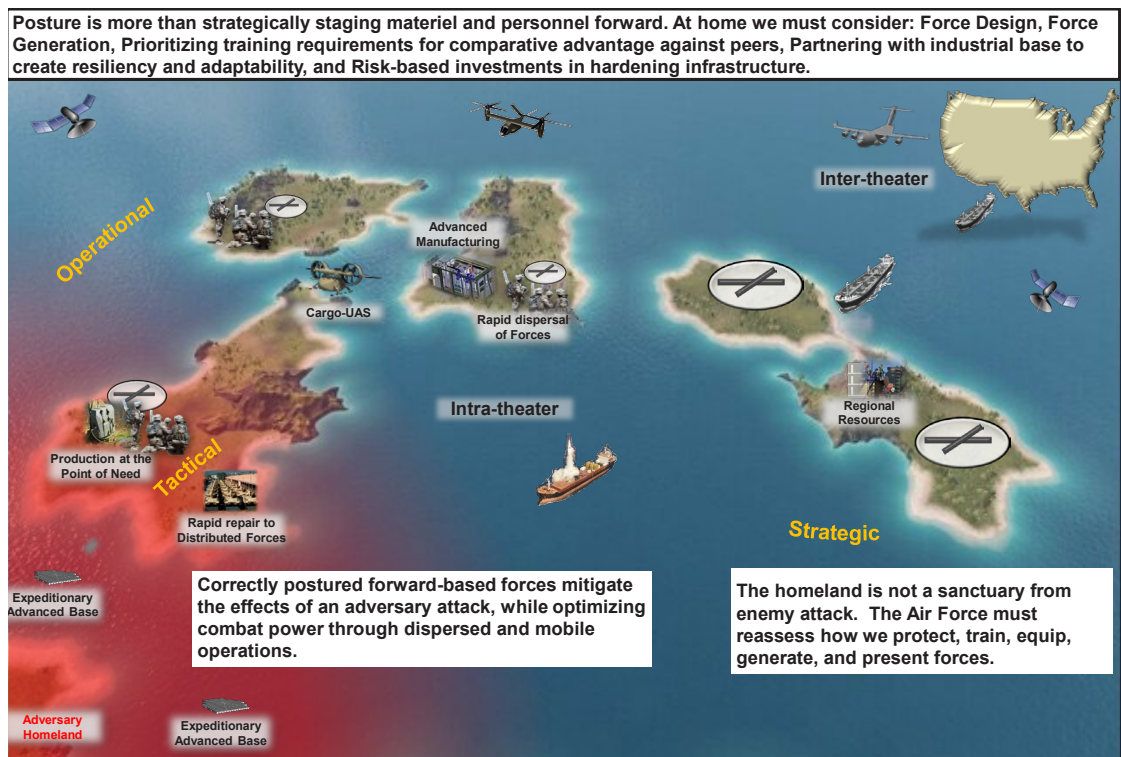 Posture is more than strategically staging materiel and personnel forward. At home we must consider: Force Design, Force
Generation, Prioritizing training requirements for comparative advantage against peers, Partnering with industrial base to
create resiliency and adaptability, and Risk-based investments in hardening infrastructure.
Inter-theater
Operational
Advanced
Manufacturing
Cargo-UAS
Rapid dispersal
of Forces
Intra-theater
Regional
Resources
Production at the
Point of Need
Tactical
Rapid repair to
Distributed Forces
Strategic
Expeditionary
Advanced Base
Correctly postured forward-based forces mitigate
the effects of an adversary attack, while optimizing
combat power through dispersed and mobile
operations.
The homeland is not a sanctuary from
enemy attack.  The Air Force must
reassess how we protect, train, equip,
generate, and present forces.
Adversary
Homeland
Expeditionary
Advanced Base